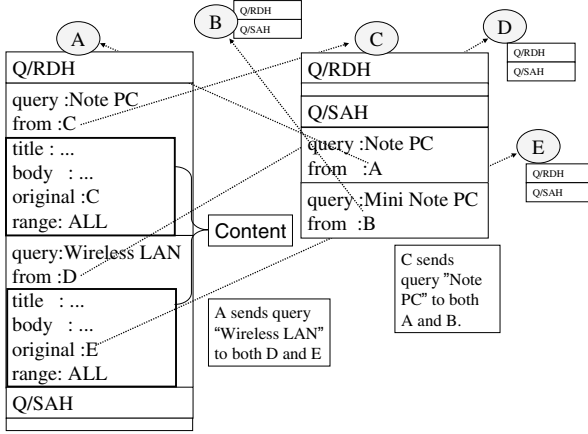 A
B
Q/RDH
Q/SAH
C
D
Q/RDH
Q/SAH
E
Q/RDH
Q/SAH
Q/RDH
query :Note PC
from :C
title : ...
body : ...
original :C
range: ALL
query:Wireless LAN
from :D
title : ...
body : ...
original :E
range: ALL
Q/SAH
Content
A sends query
“Wireless LAN”
to both D and E
Q/RDH
Q/SAH
query :Note PC
from :A
query :Mini Note PC
from :B
C sends
query ”Note
PC” to both
A and B.